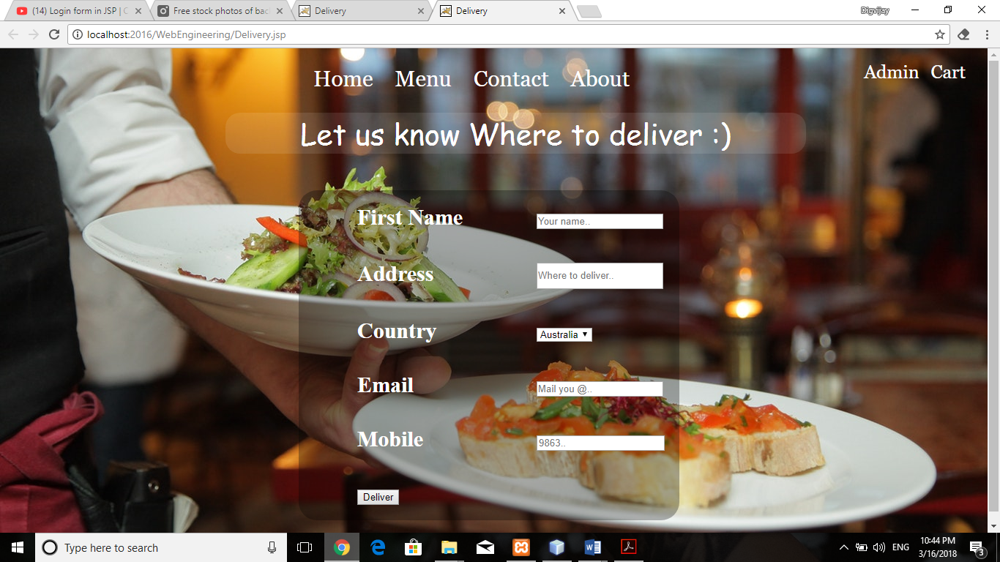 (14) Login form in JSP | C
Free stock photos of bac
Delivery
Delivery
Digvijay
localhost:2016/WebEngineering/Delivery.jsp
Home Menu Contact About
Admin Cart
Let us know Where to deliver :)
First Name Your name..
Address Where to deliver..
Country Australia
Email Mail you @..
Mobile 9863..
Deliver
Type here to search
ENG
10:44 PM
3/16/2018
3